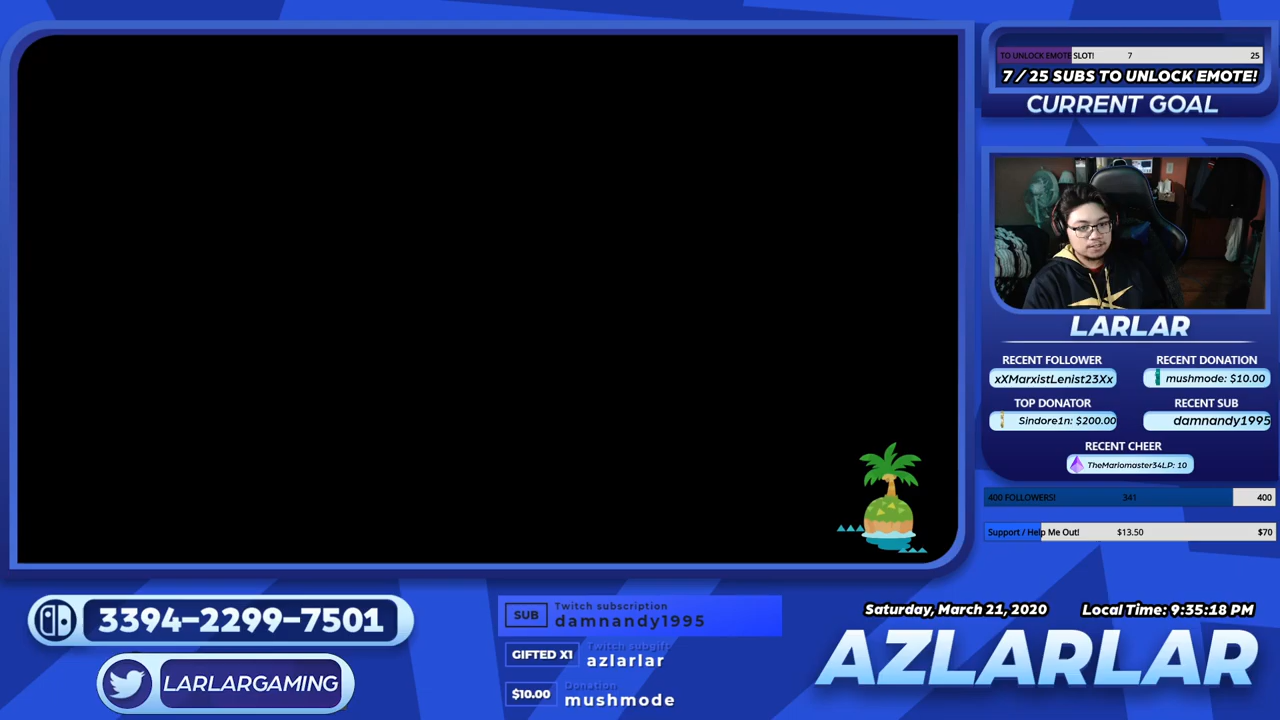 TO UNLOCK EMOTE SLOT! 7 25
7 / 25 SUBS TO UNLOCK EMOTE!
CURRENT GOAL
LARLAR
RECENT FOLLOWER
xXMarxistLenist23Xx
RECENT DONATION
mushmode: $10.00
TOP DONATOR
Sindore1n: $200.00
RECENT SUB
damnandy1995
RECENT CHEER
TheMariomaster34LP: 10
400 FOLLOWERS! 341 400
Support / Help Me Out! $13.50 $70
3394-2299-7501
LARLARGAMING
SUB
Twitch subscription
damnandy1995
GIFTED X1
Twitch subgift
azlarlar
$10.00
Donation
mushmode
Saturday, March 21, 2020
Local Time: 9:35:18 PM
AZLARLAR